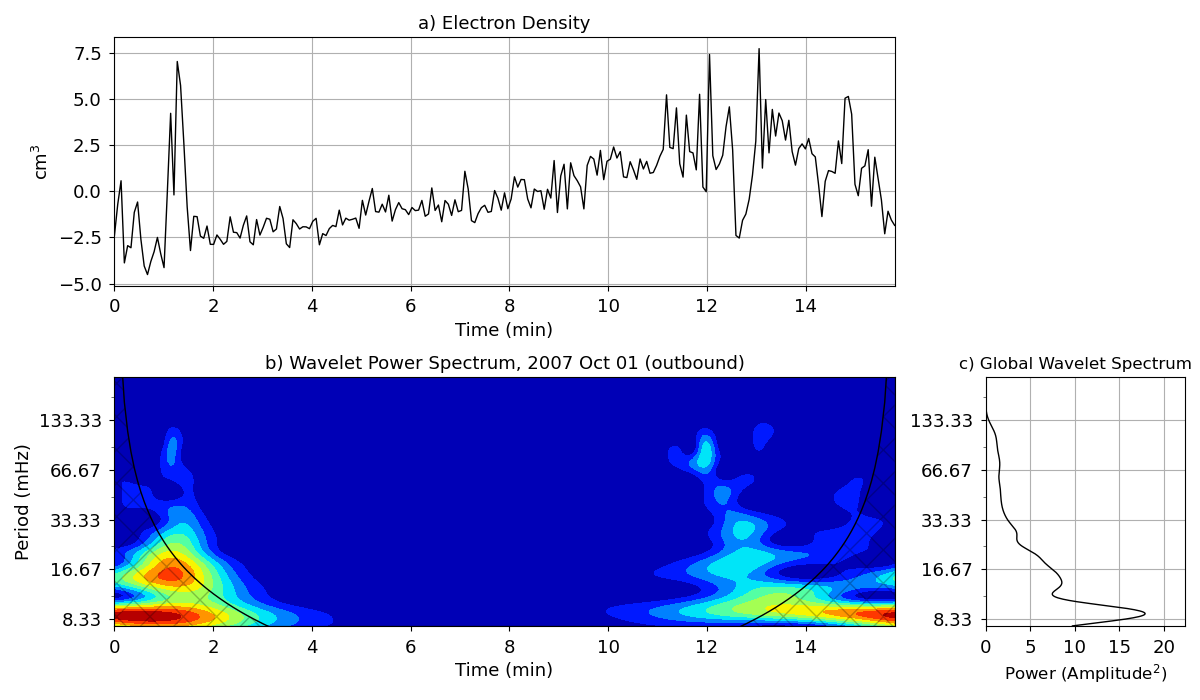 a) Electron Density
cm³
7.5
5.0
2.5
0.0
−2.5
−5.0
0 2 4 6 8 10 12 14
Time (min)
b) Wavelet Power Spectrum, 2007 Oct 01 (outbound)
Period (mHz)
133.33
66.67
33.33
16.67
8.33
0 2 4 6 8 10 12 14
Time (min)
c) Global Wavelet Spectrum
133.33
66.67
33.33
16.67
8.33
0 5 10 15 20
Power (Amplitude²)